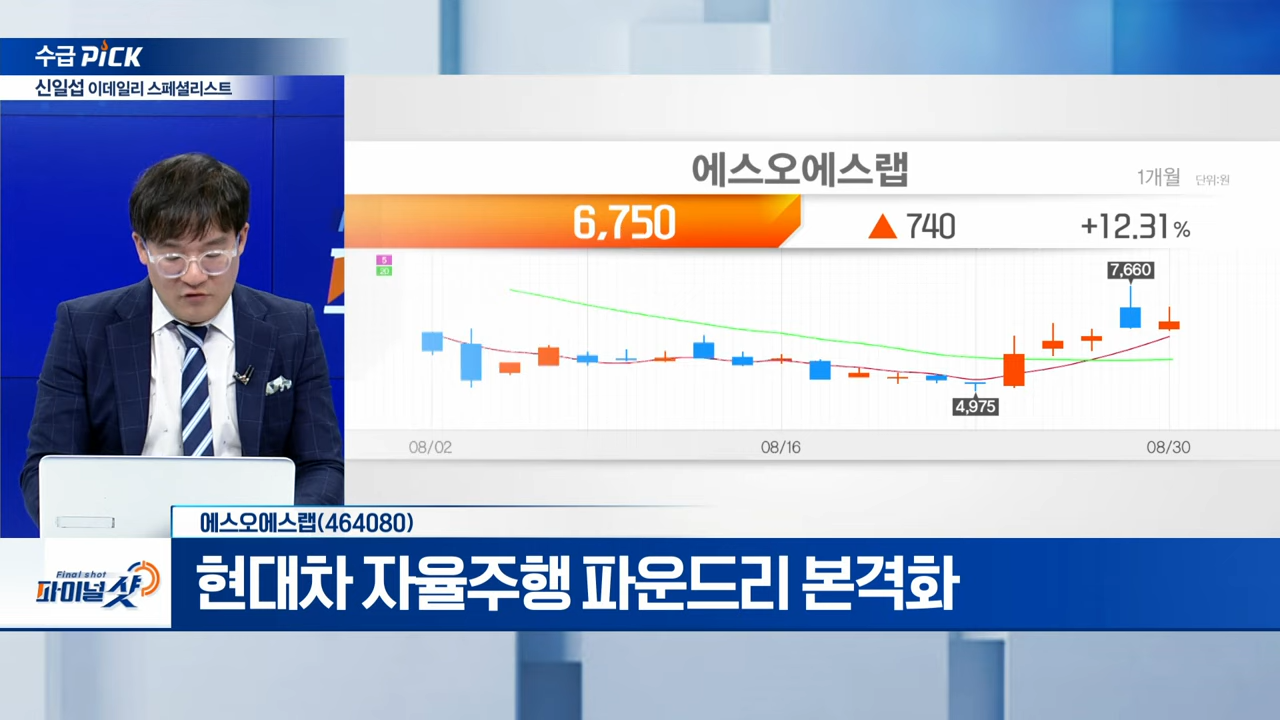 수급 PiCK
신일섭 이데일리 스페셜리스트
에스오에스랩
1개월 단위:원
6,750 ▲ 740 +12.31%
5
20
7,660
4,975
08/02 08/16 08/30
에스오에스랩(464080)
Final shot
파이널샷
현대차 자율주행 파운드리 본격화